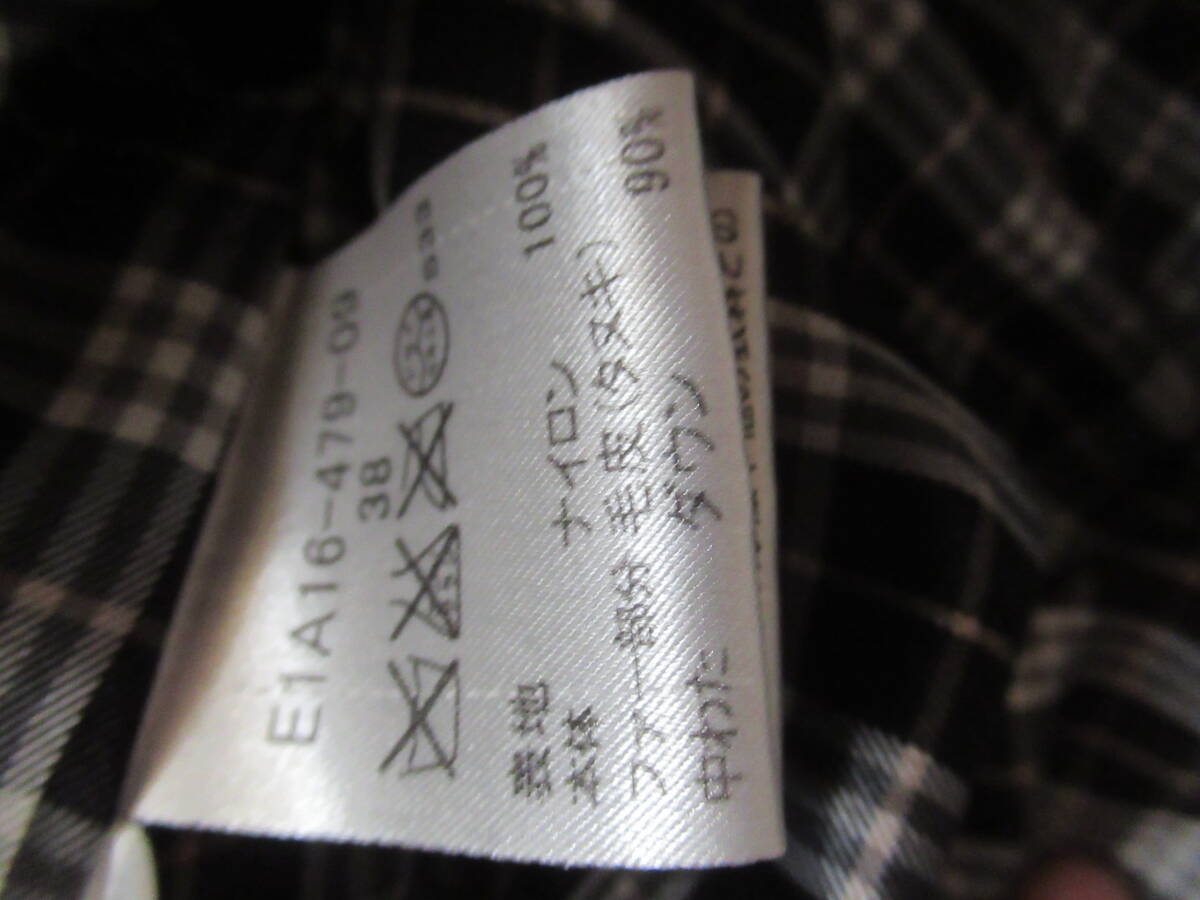 E1A16-479-09
38
表地
本体 ナイロン 100%
ファー部分 毛皮(タヌキ)
中わた ダウン 90%